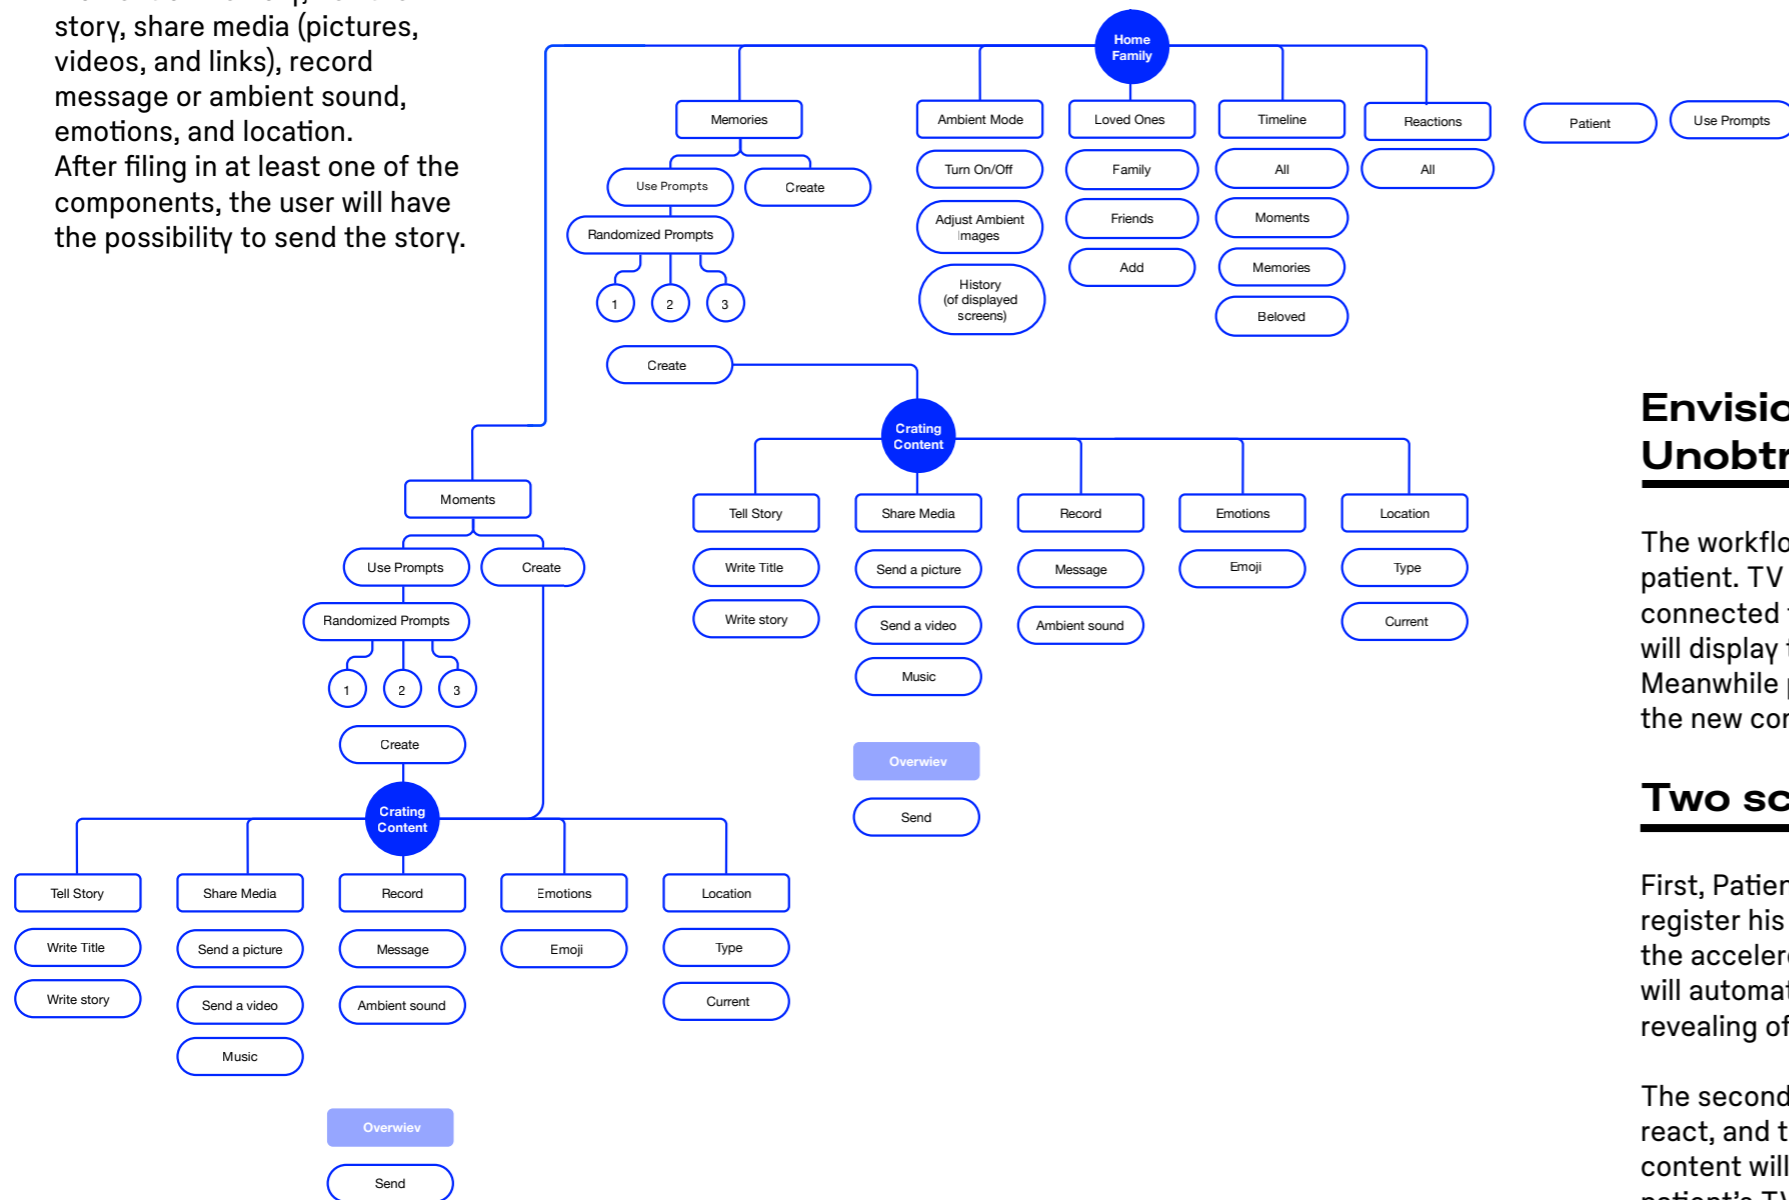 story, share media (pictures,
videos, and links), record
message or ambient sound,
emotions, and location.
After filing in at least one of the
components, the user will have
the possibility to send the story.
Home
Family
Memories
Ambient Mode
Loved Ones
Timeline
Reactions
Patient
Use Prompts
Use Prompts
Create
Turn On/Off
Family
All
All
Randomized Prompts
Adjust Ambient
Images
Friends
Moments
1
2
3
History
(of displayed
screens)
Add
Memories
Beloved
Create
Crating
Content
Tell Story
Share Media
Record
Emotions
Location
Write Title
Send a picture
Message
Emoji
Type
Write story
Send a video
Ambient sound
Current
Music
Overwiev
Send
Moments
Use Prompts
Create
Randomized Prompts
1
2
3
Create
Crating
Content
Tell Story
Share Media
Record
Emotions
Location
Write Title
Send a picture
Message
Emoji
Type
Write story
Send a video
Ambient sound
Current
Music
Overwiev
Send
Envisio
Unobtr
The workflo
patient. TV
connected
will display
Meanwhile
the new cor
Two sc
First, Patien
register his
the accelero
will automat
revealing of
The second
react, and t
content will
patient's TV